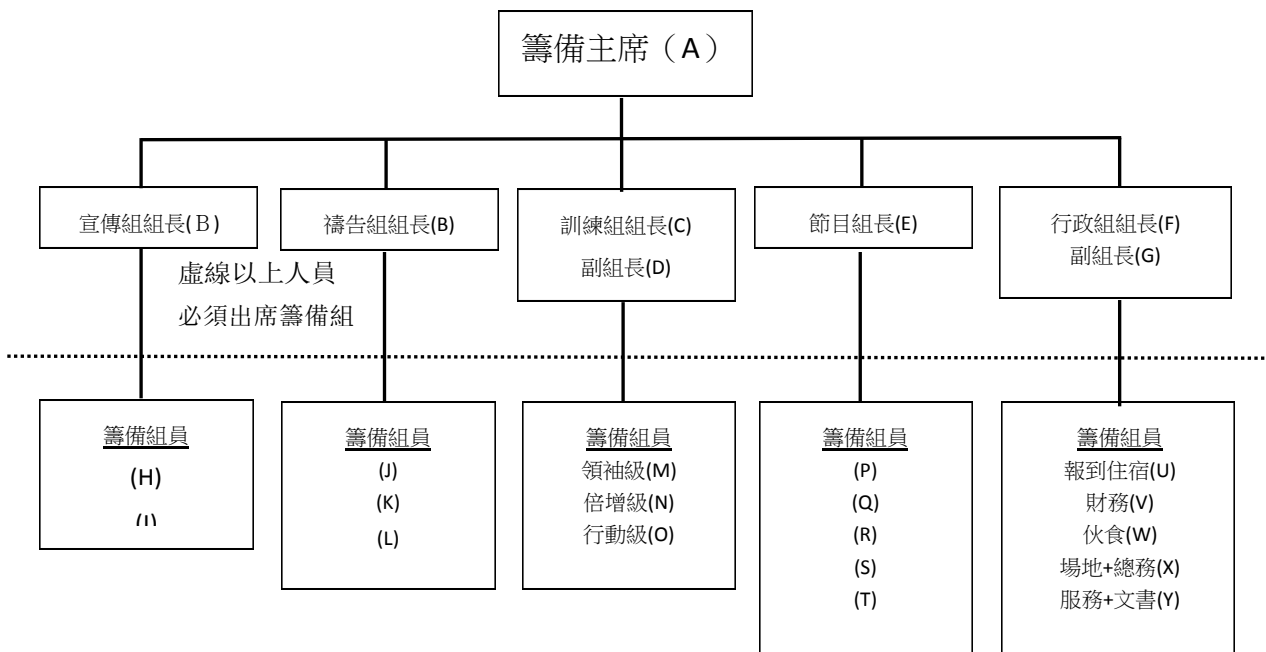 籌備主席（A）
宣傳組組長(Ｂ)
禱告組組長(B)
訓練組組長(C)
副組長(D)
節目組長(E)
行政組組長(F)
副組長(G)
虛線以上人員
必須出席籌備組
籌備組員
(H)
(I)
籌備組員
(J)
(K)
(L)
籌備組員
領袖級(M)
倍增級(N)
行動級(O)
籌備組員
(P)
(Q)
(R)
(S)
(T)
籌備組員
報到住宿(U)
財務(V)
伙食(W)
場地+總務(X)
服務+文書(Y)